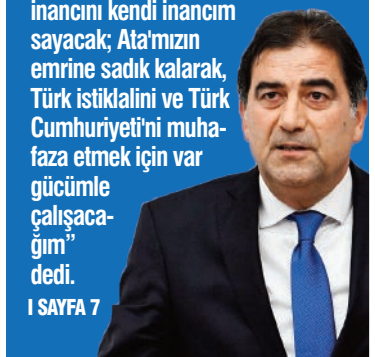 inancını kendi inancım
sayacak; Ata'mızın
emrine sadık kalarak,
Türk istiklalini ve Türk
Cumhuriyeti'ni muha-
faza etmek için var
gücümle
çalışaca-
ğım”
dedi.
I SAYFA 7